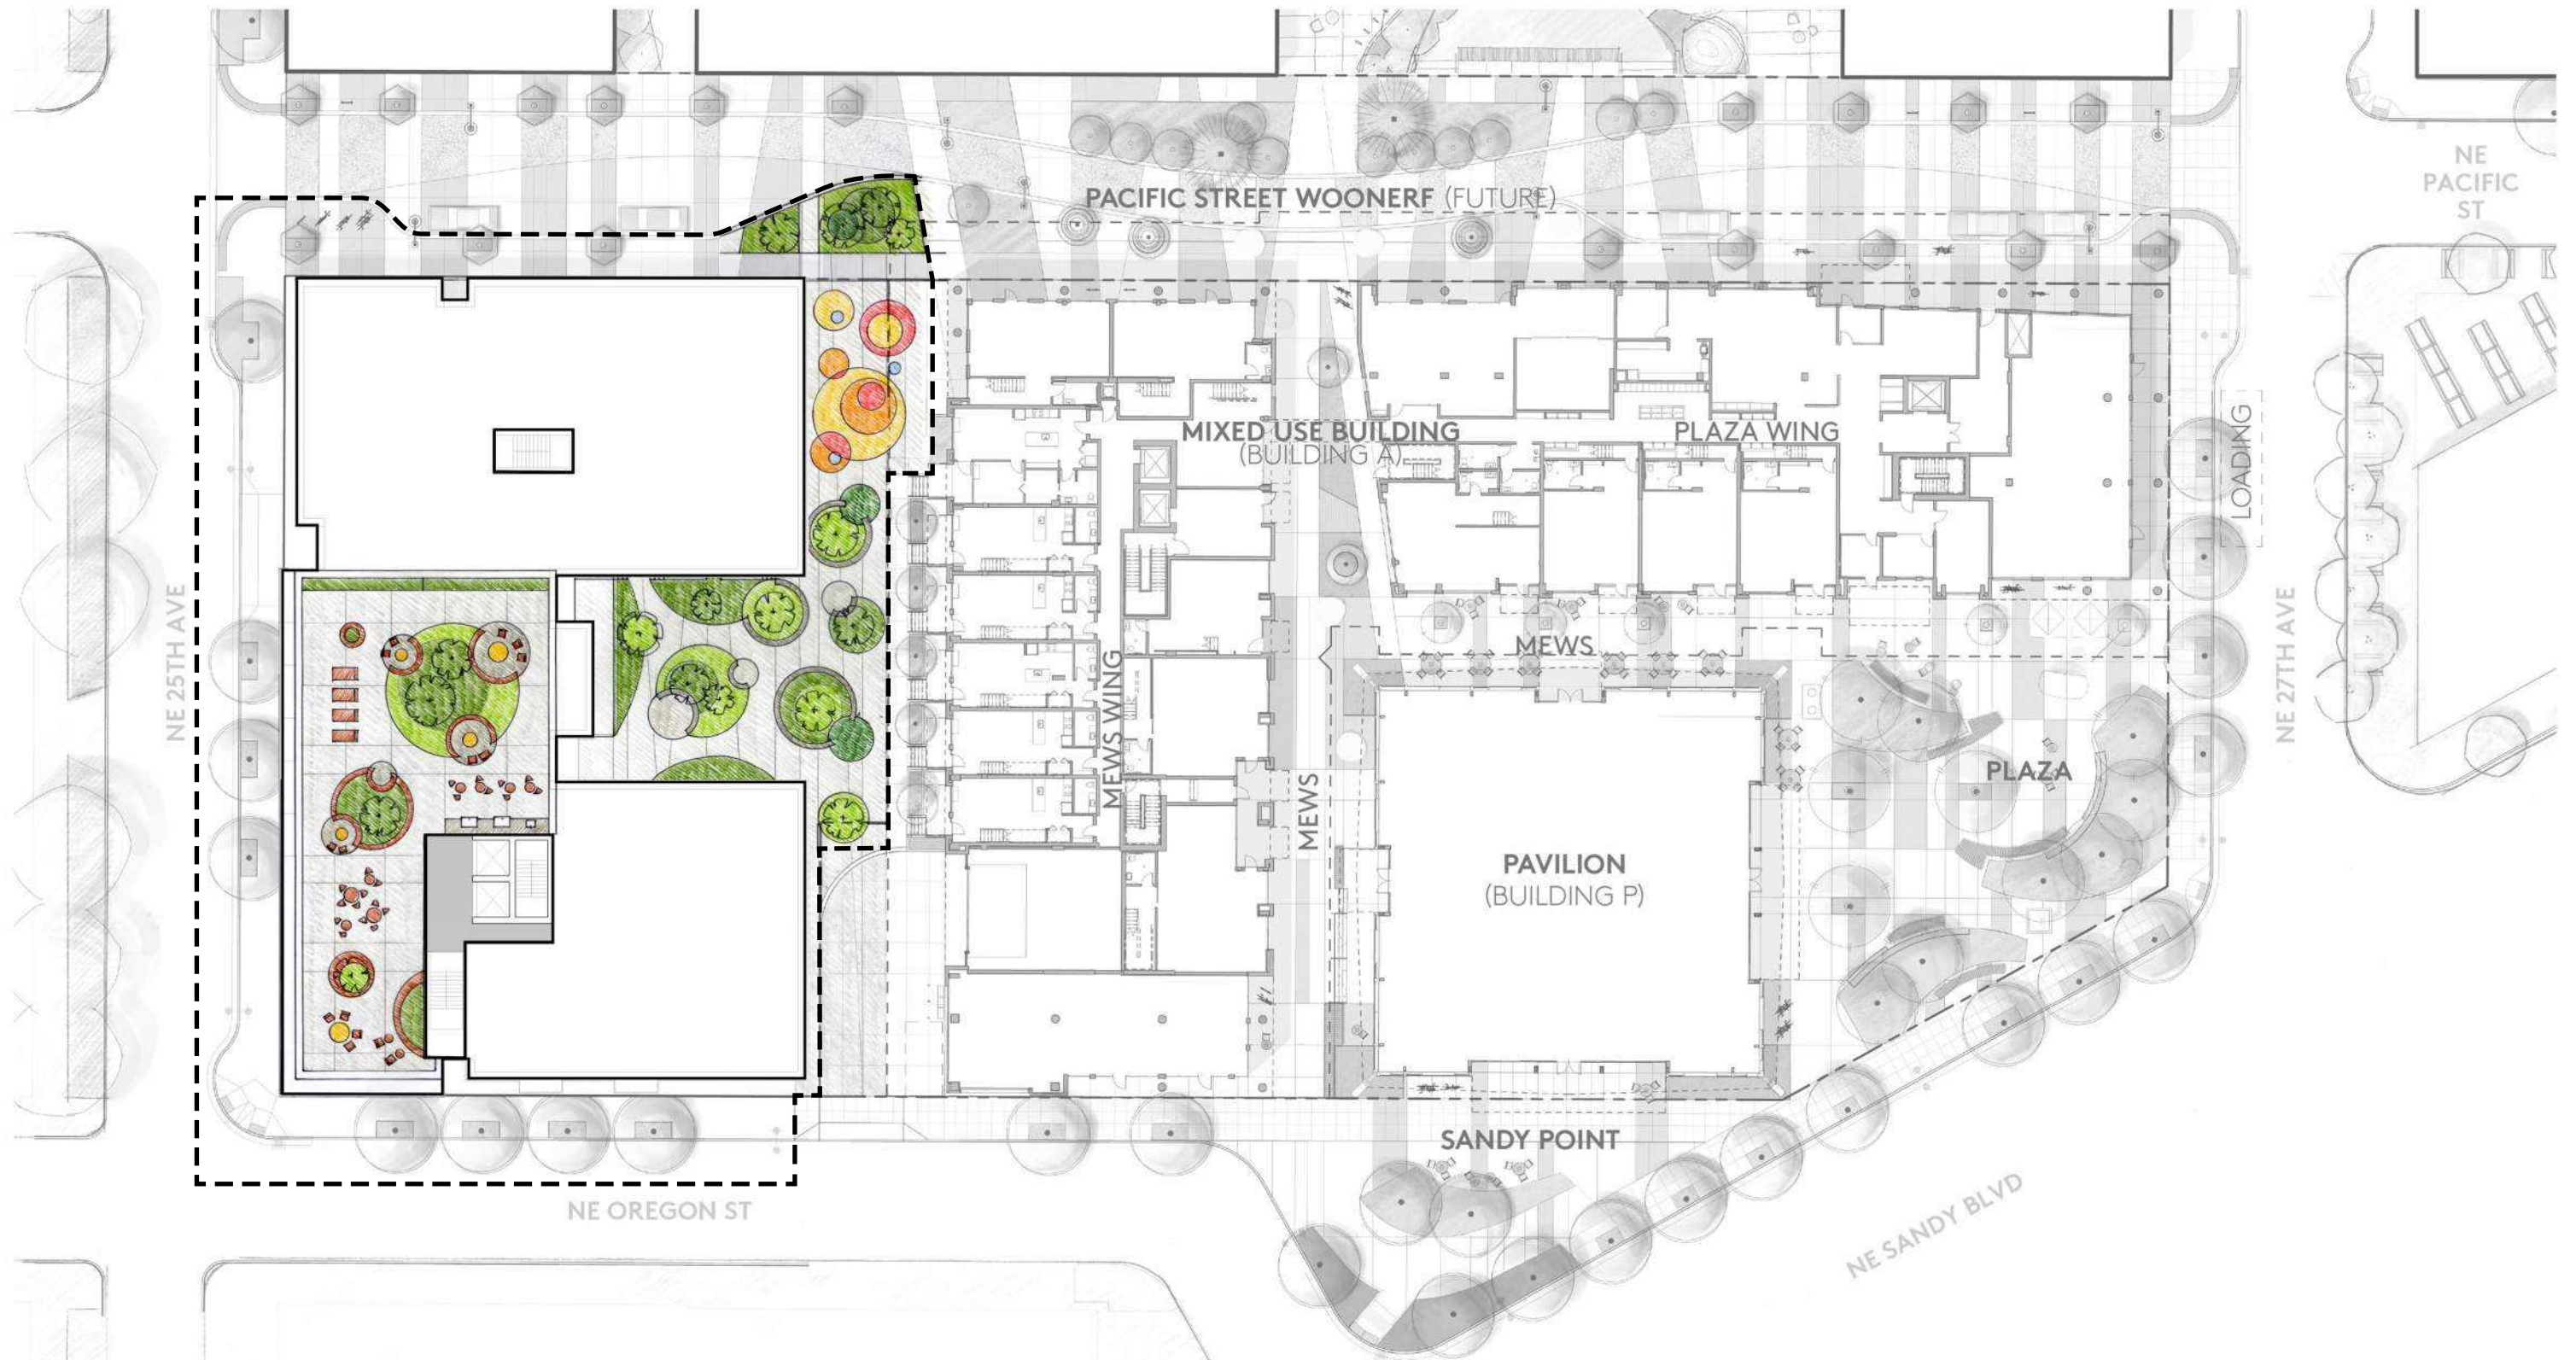 NE
PACIFIC
ST
PACIFIC STREET WOONERF (FUTURE)
MIXED USE BUILDING
(BUILDING A)
PLAZA WING
LOADING
NE 25TH AVE
MEWS WING
MEWS
MEWS
NE 27TH AVE
PLAZA
PAVILION
(BUILDING P)
SANDY POINT
NE OREGON ST
NE SANDY BLVD